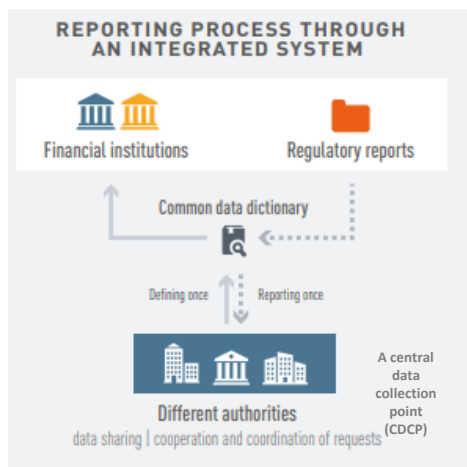 REPORTING PROCESS THROUGH
AN INTEGRATED SYSTEM
Financial institutions
Regulatory reports
Common data dictionary
Defining once
Reporting once
A central
data
collection
point
(CDCP)
Different authorities
data sharing | cooperation and coordination of requests